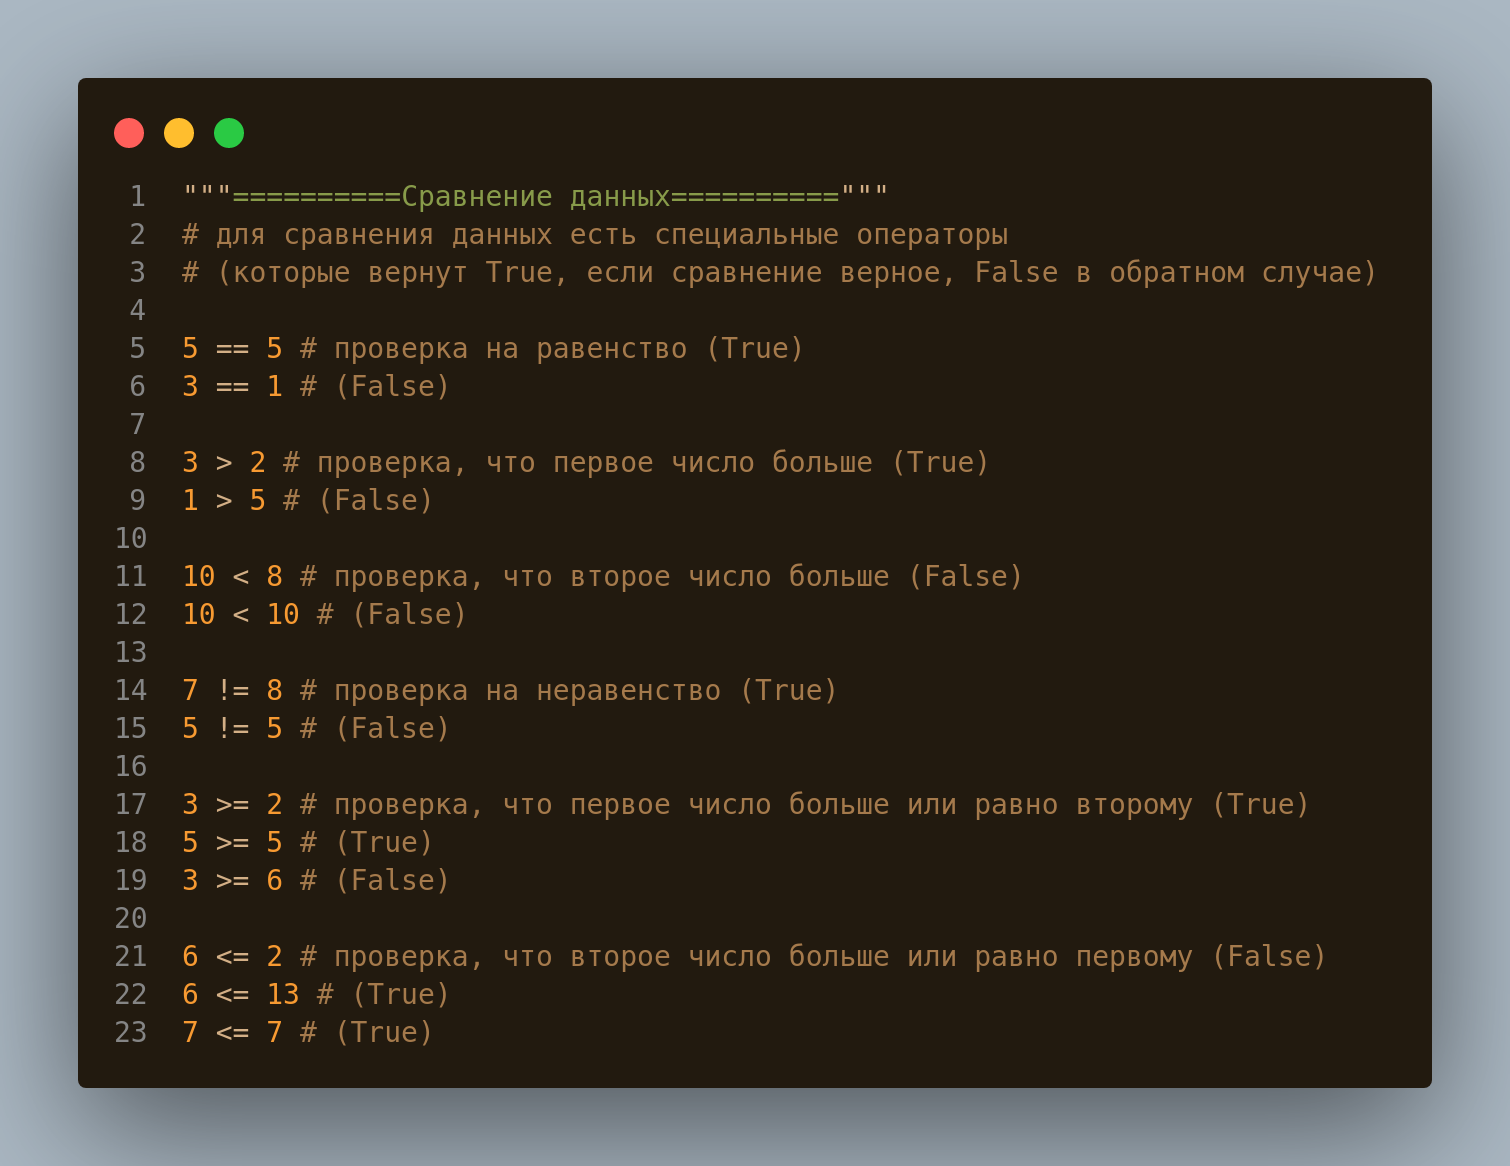 1 """==========Сравнение данных=========="""
2 # для сравнения данных есть специальные операторы
3 # (которые вернут True, если сравнение верное, False в обратном случае)
4
5 5 == 5 # проверка на равенство (True)
6 3 == 1 # (False)
7
8 3 > 2 # проверка, что первое число больше (True)
9 1 > 5 # (False)
10
11 10 < 8 # проверка, что второе число больше (False)
12 10 < 10 # (False)
13
14 7 != 8 # проверка на неравенство (True)
15 5 != 5 # (False)
16
17 3 >= 2 # проверка, что первое число больше или равно второму (True)
18 5 >= 5 # (True)
19 3 >= 6 # (False)
20
21 6 <= 2 # проверка, что второе число больше или равно первому (False)
22 6 <= 13 # (True)
23 7 <= 7 # (True)